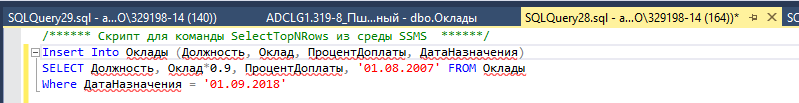 SQLQuery29.sql - a...O\329198-14 (140)) ADCLG1.319-8_Пш...ный - dbo.Оклады SQLQuery28.sql - a...O\329198-14 (164))*
/****** Скрипт для команды SelectTopNRows из среды SSMS ******/
Insert Into Оклады (Должность, Оклад, ПроцентДоплаты, ДатаНазначения)
SELECT Должность, Оклад*0.9, ПроцентДоплаты, '01.08.2007' FROM Оклады
Where ДатаНазначения = '01.09.2018'